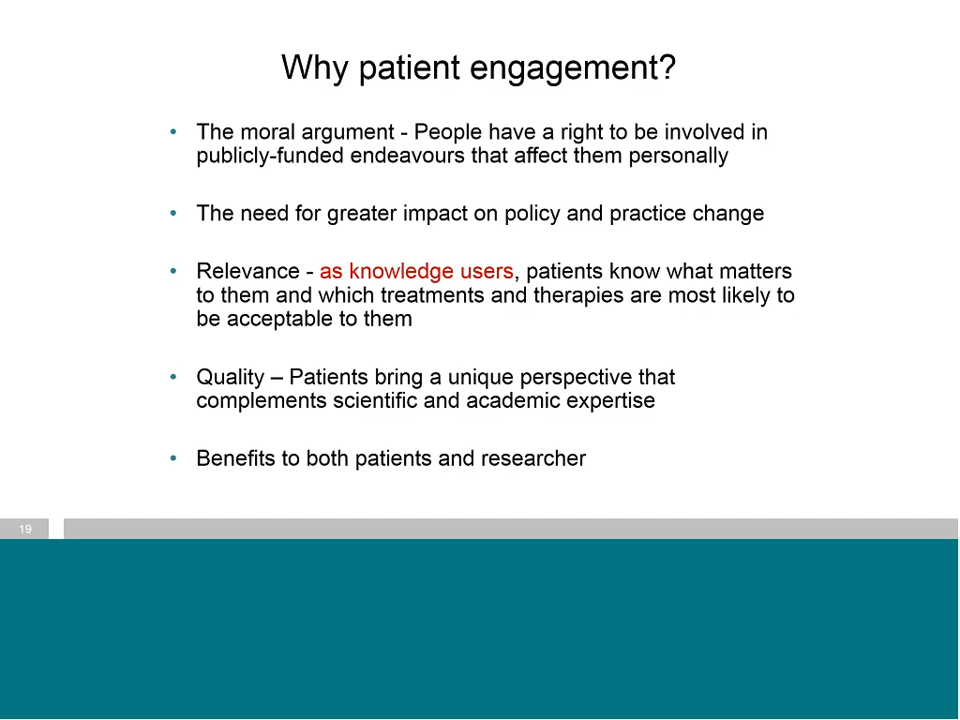 Why patient engagement?
• The moral argument - People have a right to be involved in
publicly-funded endeavours that affect them personally
• The need for greater impact on policy and practice change
• Relevance - as knowledge users, patients know what matters
to them and which treatments and therapies are most likely to
be acceptable to them
• Quality – Patients bring a unique perspective that
complements scientific and academic expertise
• Benefits to both patients and researcher
19